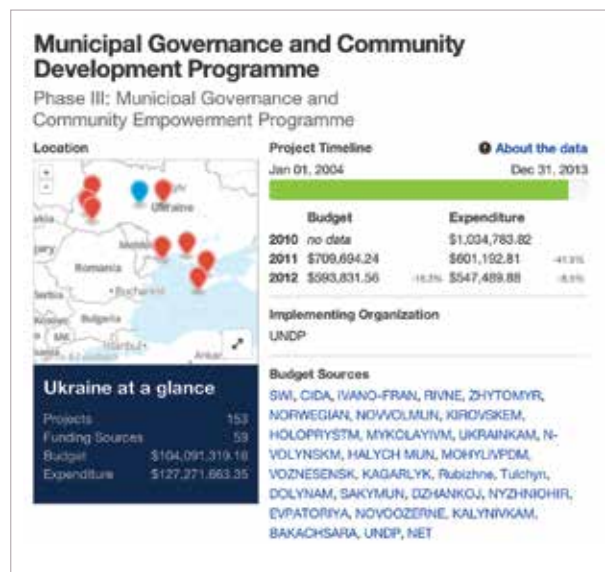 Municipal Governance and Community
Development Programme
Phase III: Municipal Governance and
Community Empowerment Programme
Location
Project Timeline
About the data
Jan 01, 2004
Dec 31, 2013
Budget Expenditure
2010 no data $1,034,783.82
2011 $709,694.24 $601,192.81
2012 $593,831.56 $547,489.88
Ukraine
Romania
Bucharest
Bulgaria
Serbia
Istanbul
Ankar
Implementing Organization
UNDP
Ukraine at a glance
Projects 153
Funding Sources 59
Budget $104,091,319.16
Expenditure $127,271,663.35
Budget Sources
SWI, CIDA, IVANO-FRAN, RIVNE, ZHYTOMYR,
NORWEGIAN, NOVVOLMUN, KIROVSKEM,
HOLOPRYSTM, MYKOLAYIVM, UKRAINKAM, N-
VOLYNSKM, HALYCH MUN, MOHYLIVPDM,
VOZNESENSK, KAGARLYK, Rubizhne, Tulchyn,
DOLYNAM, SAKYMUN, DZHANKOJ, NYZHNIOHIR,
EVPATORIYA, NOVOOZERNE, KALYNIVKAM,
BAKACHSARA, UNDP, NET